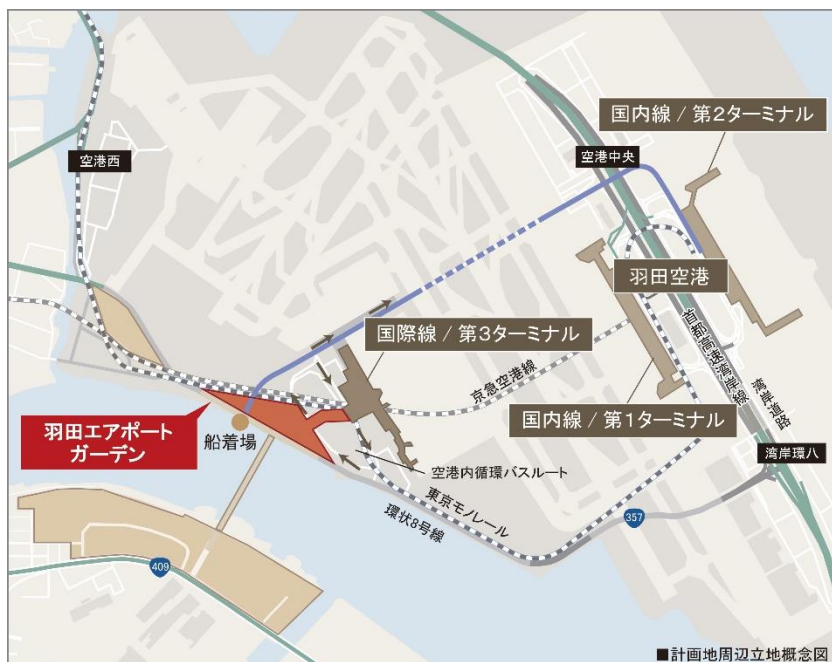 国内線 / 第2ターミナル
空港中央
空港西
羽田空港
国際線 / 第3ターミナル
首都高速湾岸線
湾岸道路
京急空港線
国内線 / 第1ターミナル
羽田エアポート
ガーデン
船着場
空港内循環バスルート
湾岸環八
東京モノレール
環状8号線
357
409
■計画地周辺立地概念図